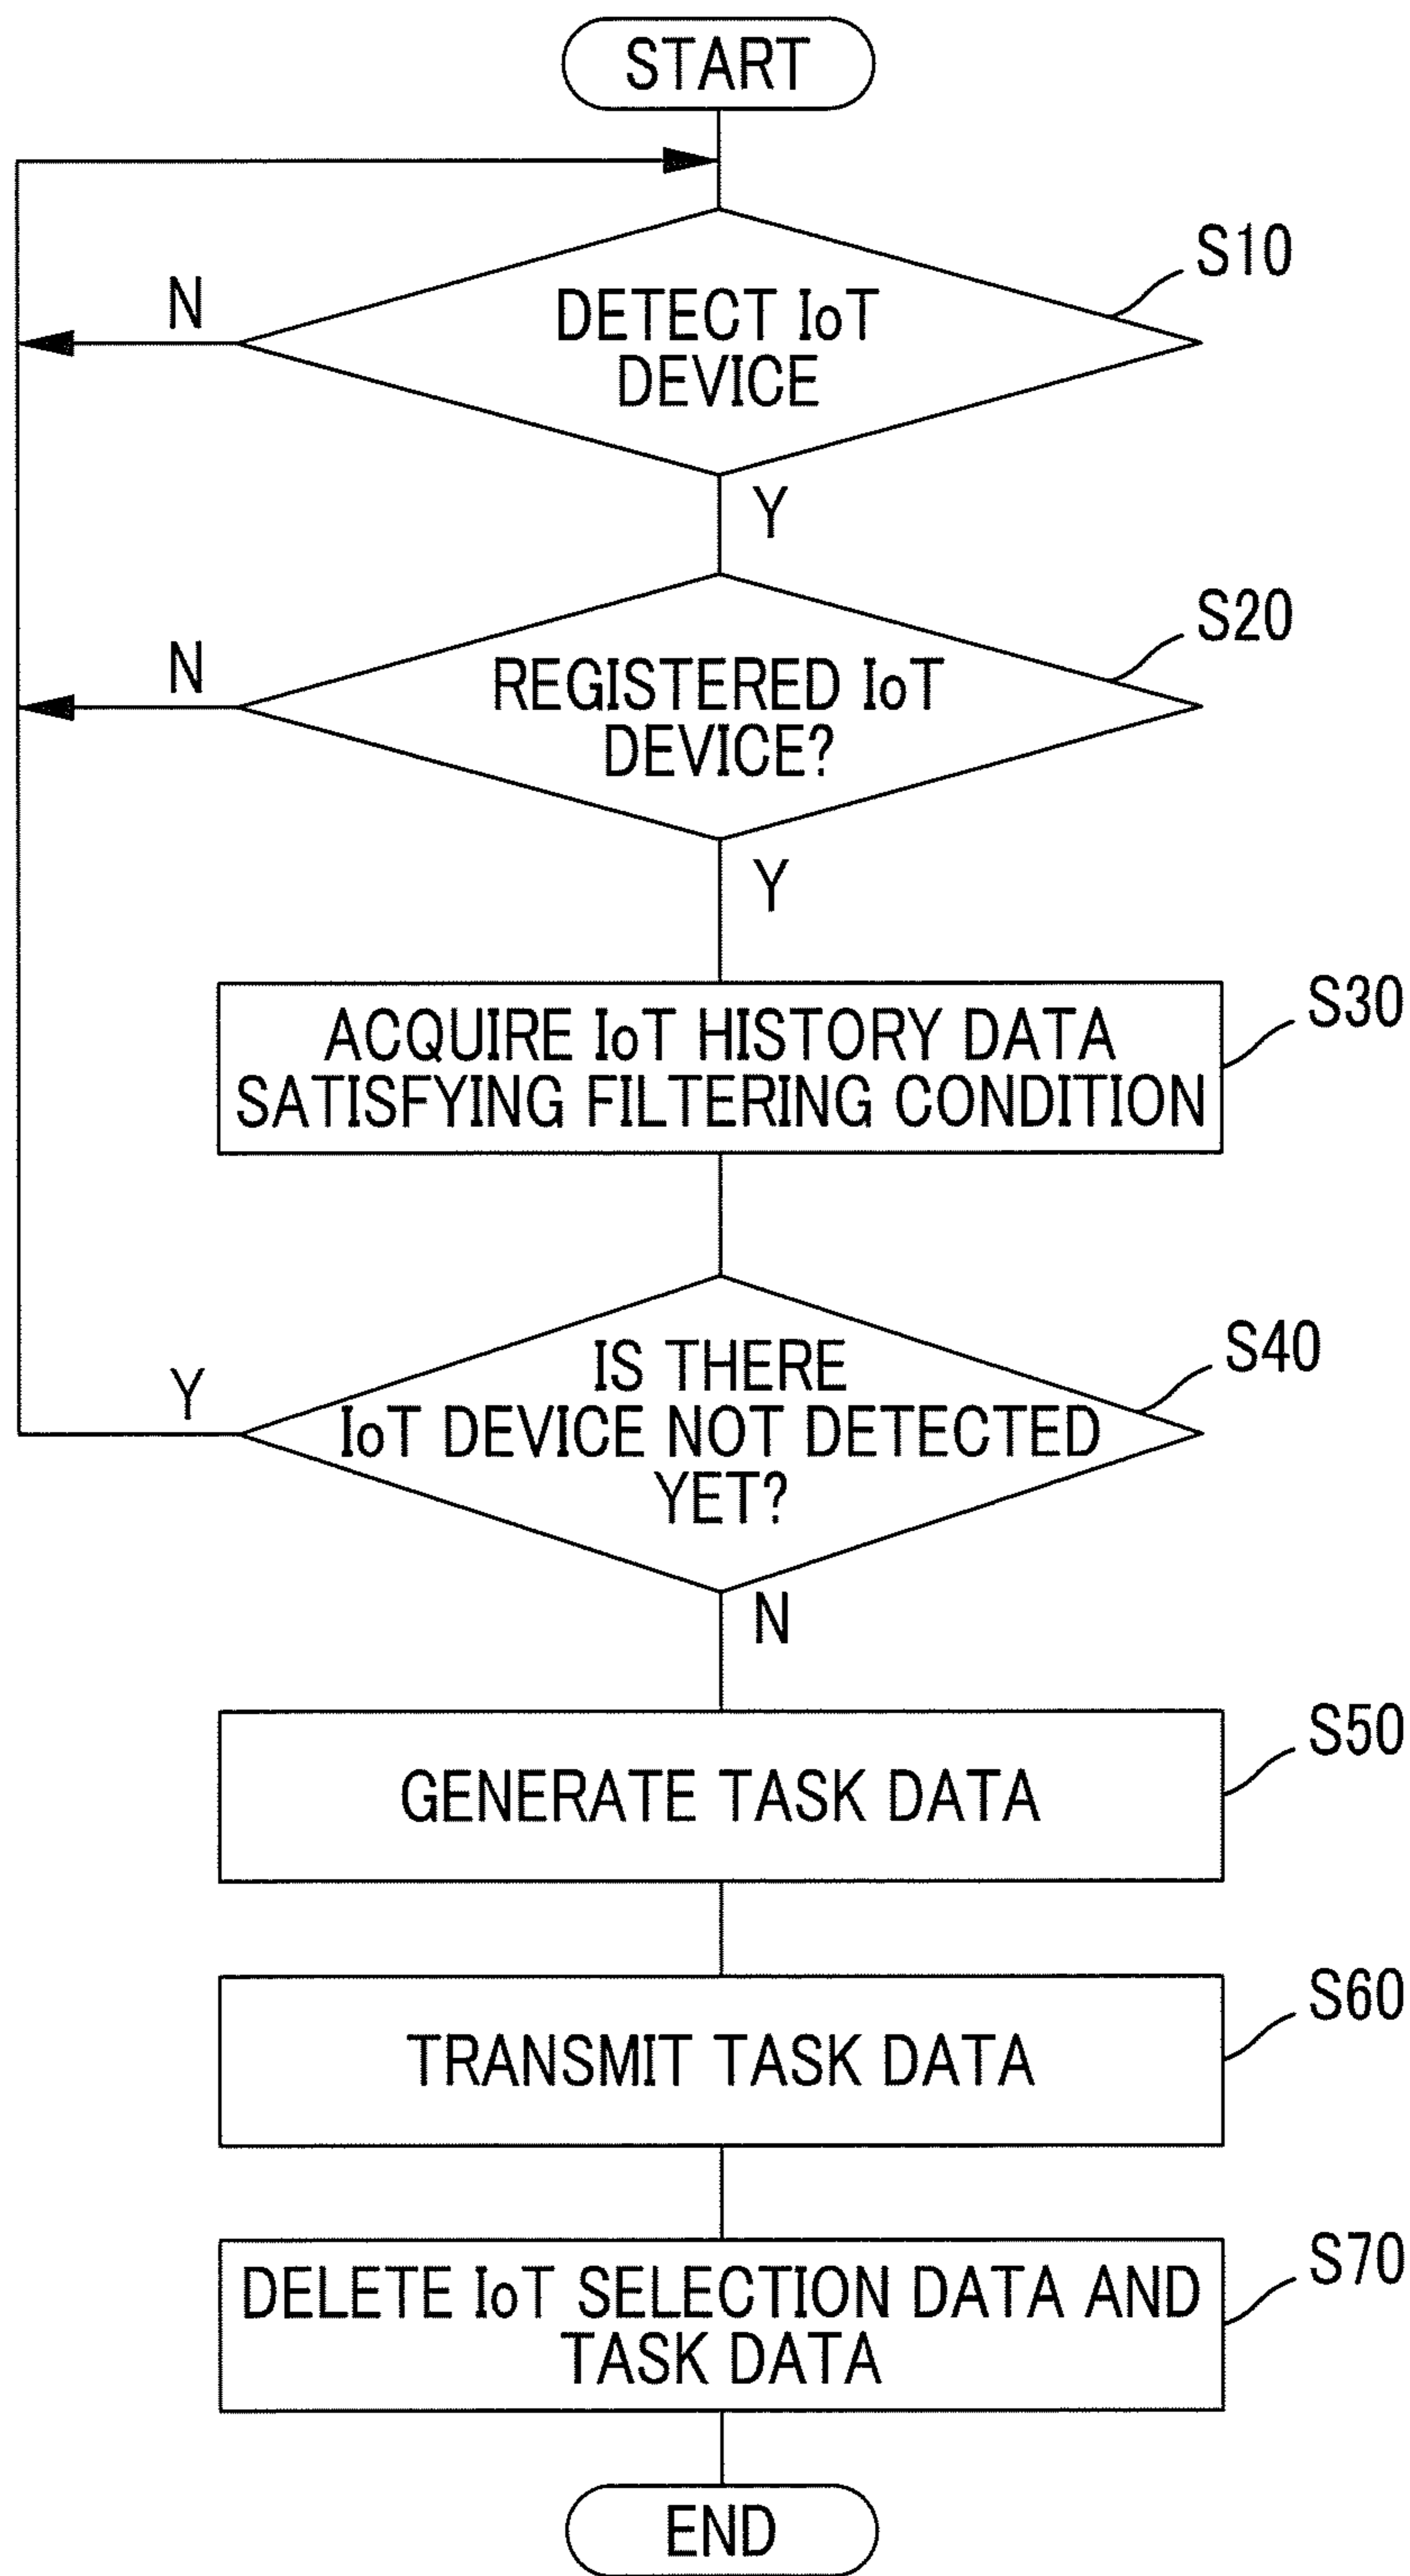 START
S10
N
DETECT IoT
DEVICE
Y
S20
N
REGISTERED IoT
DEVICE?
Y
S30
ACQUIRE IoT HISTORY DATA
SATISFYING FILTERING CONDITION
S40
Y
IS THERE
IoT DEVICE NOT DETECTED
YET?
N
S50
GENERATE TASK DATA
S60
TRANSMIT TASK DATA
S70
DELETE IoT SELECTION DATA AND
TASK DATA
END